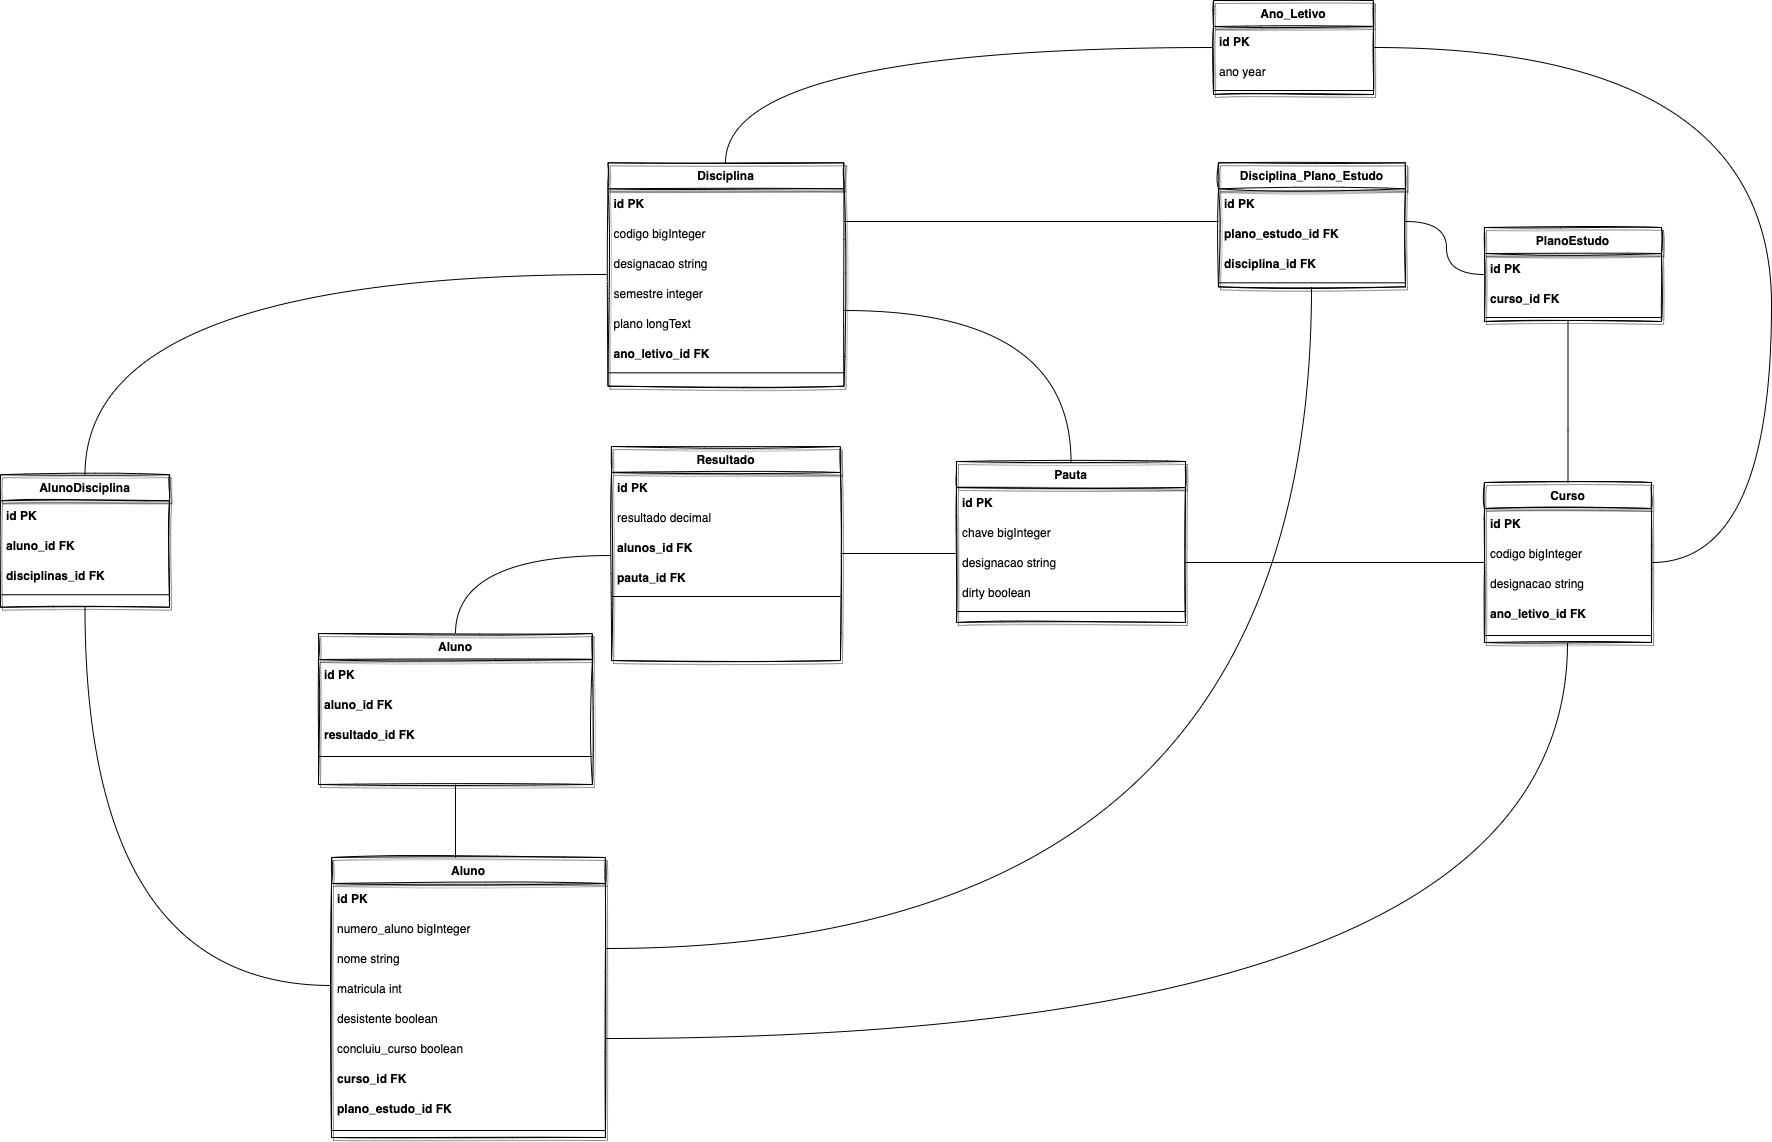 Ano_Letivo
id PK
ano year
Disciplina
id PK
codigo bigInteger
designacao string
semestre integer
plano longText
ano_letivo_id FK
Disciplina_Plano_Estudo
id PK
plano_estudo_id FK
disciplina_id FK
PlanoEstudo
id PK
curso_id FK
AlunoDisciplina
id PK
aluno_id FK
disciplinas_id FK
Resultado
id PK
resultado decimal
alunos_id FK
pauta_id FK
Pauta
id PK
chave bigInteger
designacao string
dirty boolean
Curso
id PK
codigo bigInteger
designacao string
ano_letivo_id FK
Aluno
id PK
aluno_id FK
resultado_id FK
Aluno
id PK
numero_aluno bigInteger
nome string
matricula int
desistente boolean
concluiu_curso boolean
curso_id FK
plano_estudo_id FK